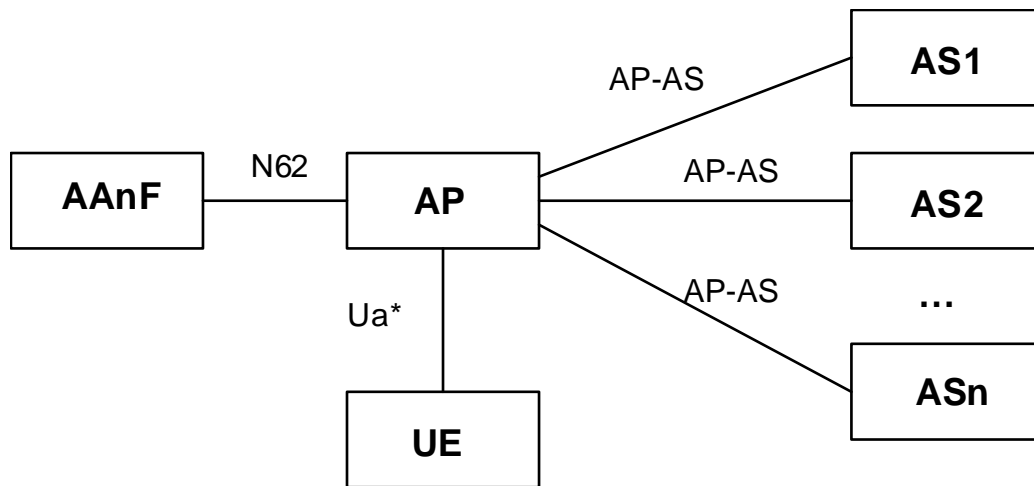 AS1
AP-AS
N62
AP-AS
AAnF
AP
AS2
AP-AS
...
Ua*
ASn
UE